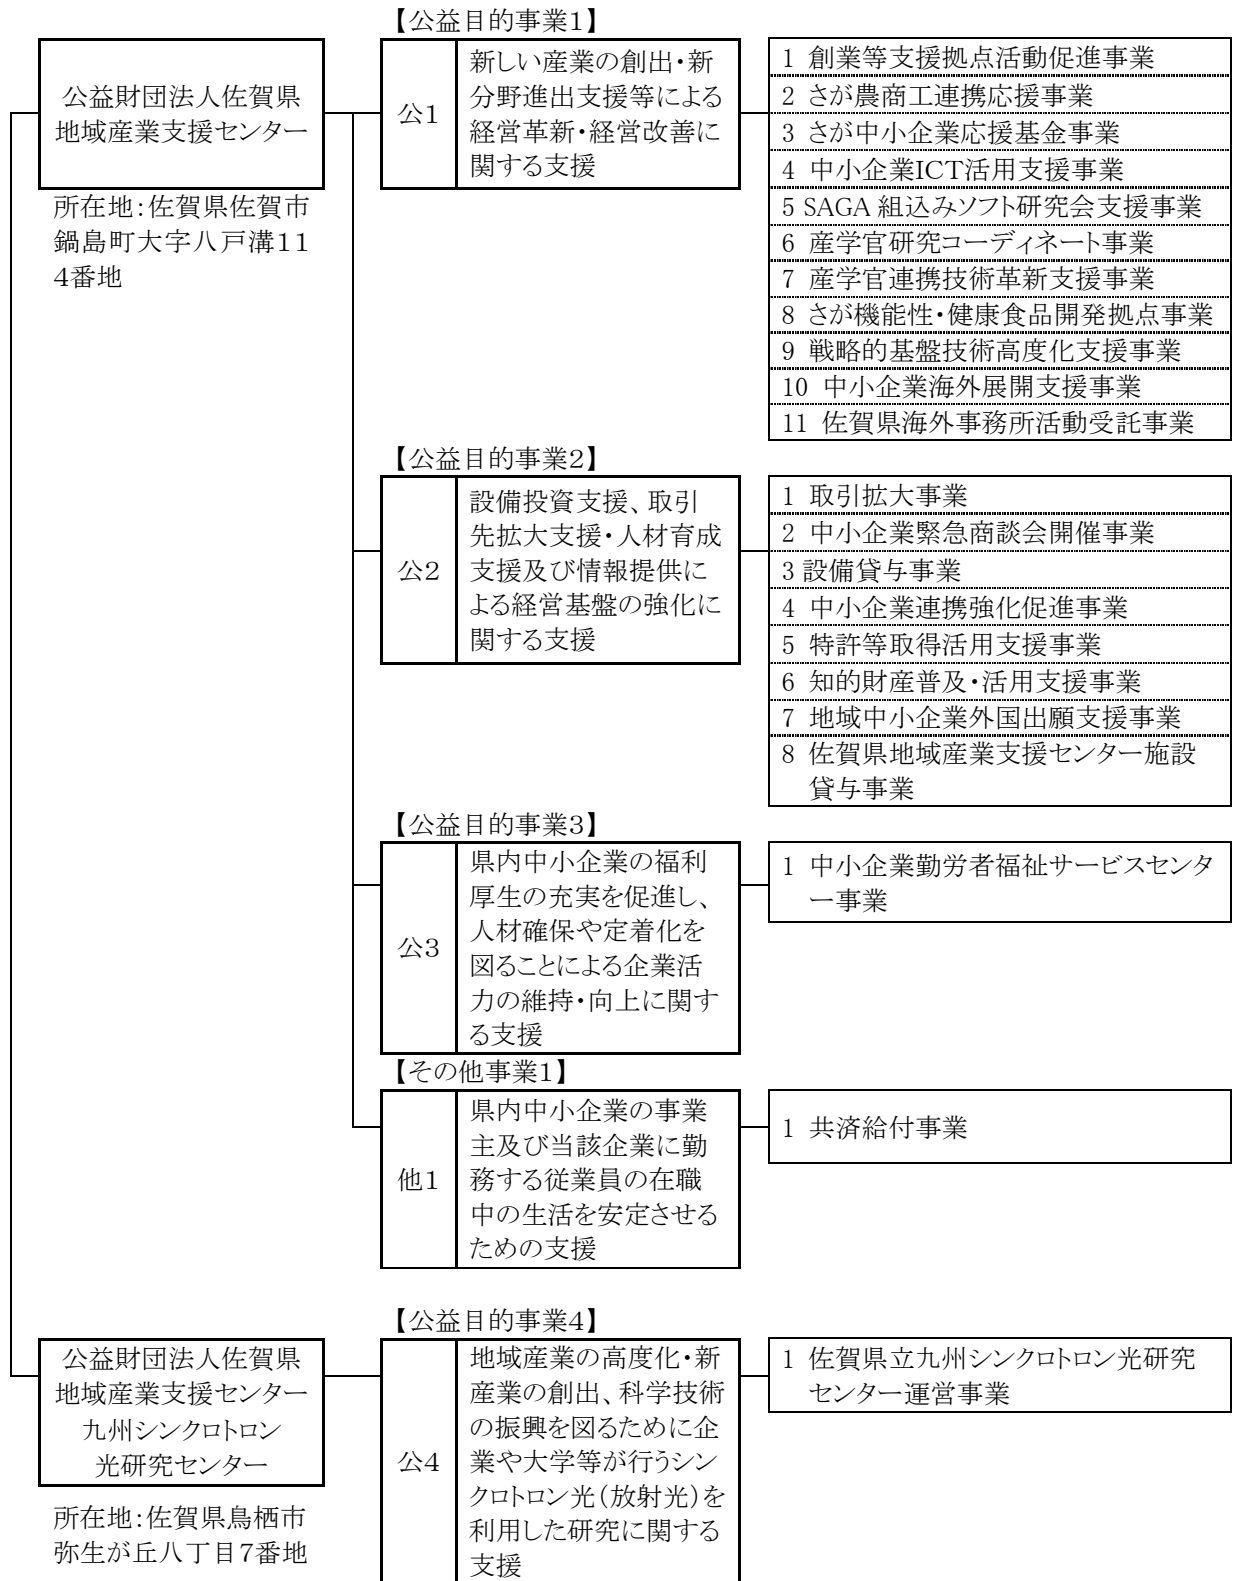 公益財団法人佐賀県
地域産業支援センター
所在地：佐賀県佐賀市
鍋島町大字八戸溝11
4番地
【公益目的事業1】
公1
新しい産業の創出・新
分野進出支援等による
経営革新・経営改善に
関する支援
1 創業等支援拠点活動促進事業
2 さが農商工連携応援事業
3 さが中小企業応援基金事業
4 中小企業ICT活用支援事業
5 SAGA 組込みソフト研究会支援事業
6 産学官研究コーディネート事業
7 産学官連携技術革新支援事業
8 さが機能性・健康食品開発拠点事業
9 戦略的基盤技術高度化支援事業
10 中小企業海外展開支援事業
11 佐賀県海外事務所活動受託事業
【公益目的事業2】
公2
設備投資支援、取引
先拡大支援・人材育成
支援及び情報提供に
よる経営基盤の強化に
関する支援
1 取引拡大事業
2 中小企業緊急商談会開催事業
3 設備貸与事業
4 中小企業連携強化促進事業
5 特許等取得活用支援事業
6 知的財産普及・活用支援事業
7 地域中小企業外国出願支援事業
8 佐賀県地域産業支援センター施設
貸与事業
【公益目的事業3】
公3
県内中小企業の福利
厚生の充実を促進し、
人材確保や定着化を
図ることによる企業活
力の維持・向上に関す
る支援
1 中小企業勤労者福祉サービスセンタ
ー事業
【その他事業1】
他1
県内中小企業の事業
主及び当該企業に勤
務する従業員の在職
中の生活を安定させる
ための支援
1 共済給付事業
公益財団法人佐賀県
地域産業支援センター
九州シンクロトロン
光研究センター
所在地：佐賀県鳥栖市
弥生が丘八丁目7番地
【公益目的事業4】
公4
地域産業の高度化・新
産業の創出、科学技術
の振興を図るために企
業や大学等が行うシン
クロトロン光（放射光）を
利用した研究に関する
支援
1 佐賀県立九州シンクロトロン光研究
センター運営事業